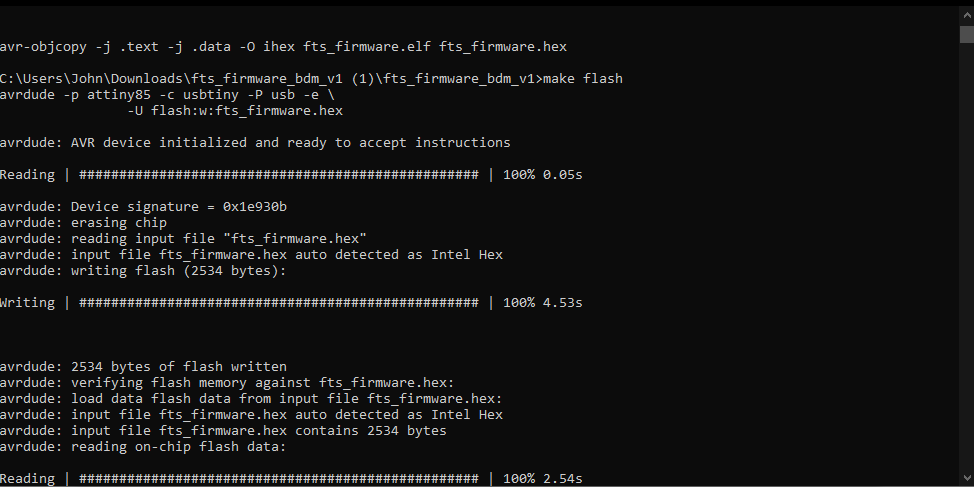 avr-objcopy -j .text -j .data -O ihex fts_firmware.elf fts_firmware.hex
C:\Users\John\Downloads\fts_firmware_bdm_v1 (1)\fts_firmware_bdm_v1>make flash
avrdude -p attiny85 -c usbtiny -P usb -e \
-U flash:w:fts_firmware.hex
avrdude: AVR device initialized and ready to accept instructions
Reading | ################################################## | 100% 0.05s
avrdude: Device signature = 0x1e930b
avrdude: erasing chip
avrdude: reading input file "fts_firmware.hex"
avrdude: input file fts_firmware.hex auto detected as Intel Hex
avrdude: writing flash (2534 bytes):
Writing | ################################################## | 100% 4.53s
avrdude: 2534 bytes of flash written
avrdude: verifying flash memory against fts_firmware.hex:
avrdude: load data flash data from input file fts_firmware.hex:
avrdude: input file fts_firmware.hex auto detected as Intel Hex
avrdude: input file fts_firmware.hex contains 2534 bytes
avrdude: reading on-chip flash data:
Reading | ################################################## | 100% 2.54s